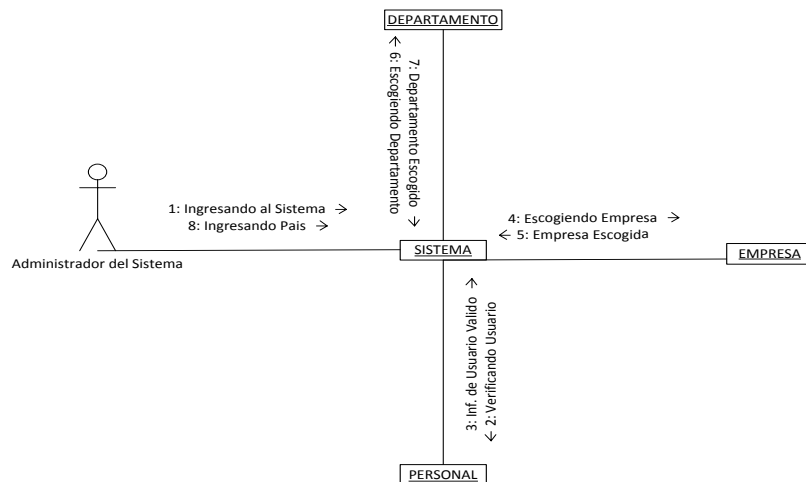 DEPARTAMENTO
7: Departamento Escogido →
← 6: Escogiendo Departamento
1: Ingresando al Sistema →
8: Ingresando Pais →
Administrador del Sistema
SISTEMA
4: Escogiendo Empresa →
← 5: Empresa Escogida
EMPRESA
3: Inf. de Usuario Valido →
← 2: Verificando Usuario
PERSONAL